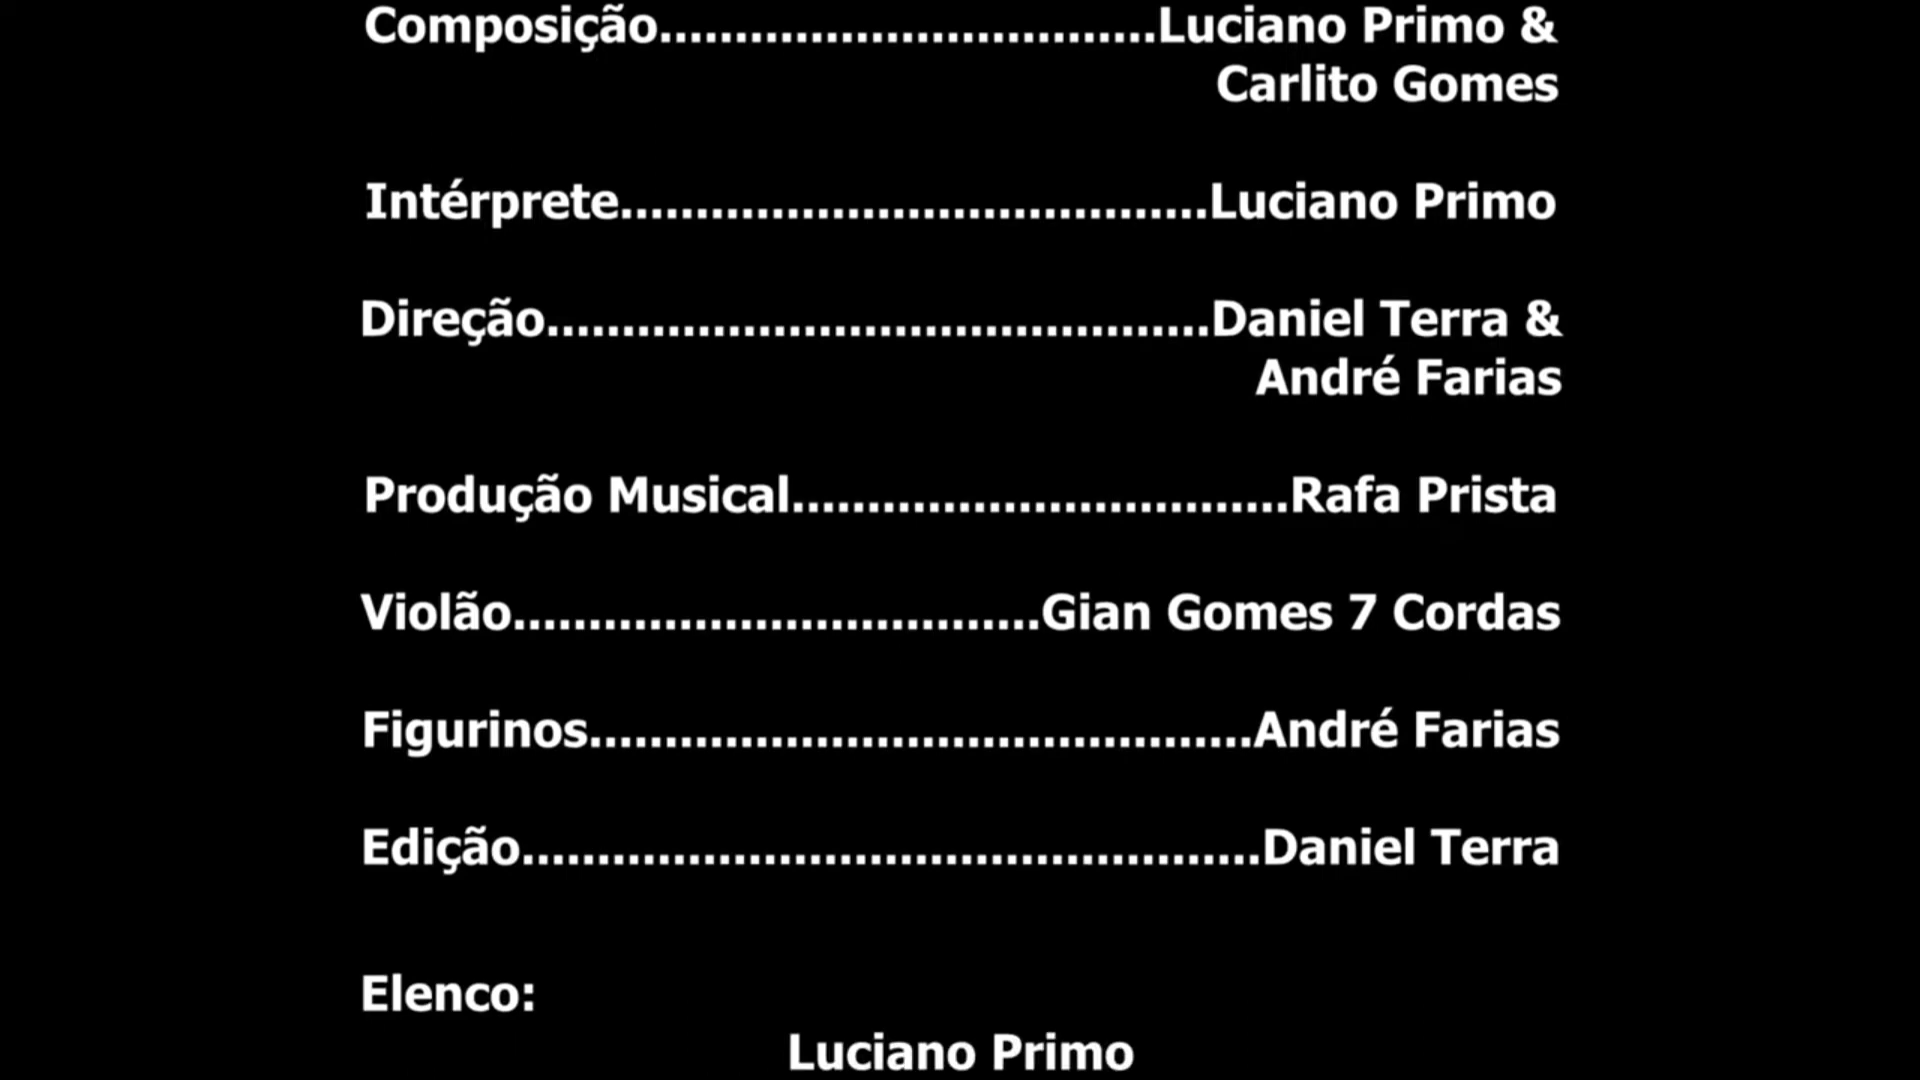 Composição.................................Luciano Primo &
Carlito Gomes
Intérprete.......................................Luciano Primo
Direção............................................Daniel Terra &
André Farias
Produção Musical.................................Rafa Prista
Violão...................................Gian Gomes 7 Cordas
Figurinos............................................André Farias
Edição.................................................Daniel Terra
Elenco:
Luciano Primo